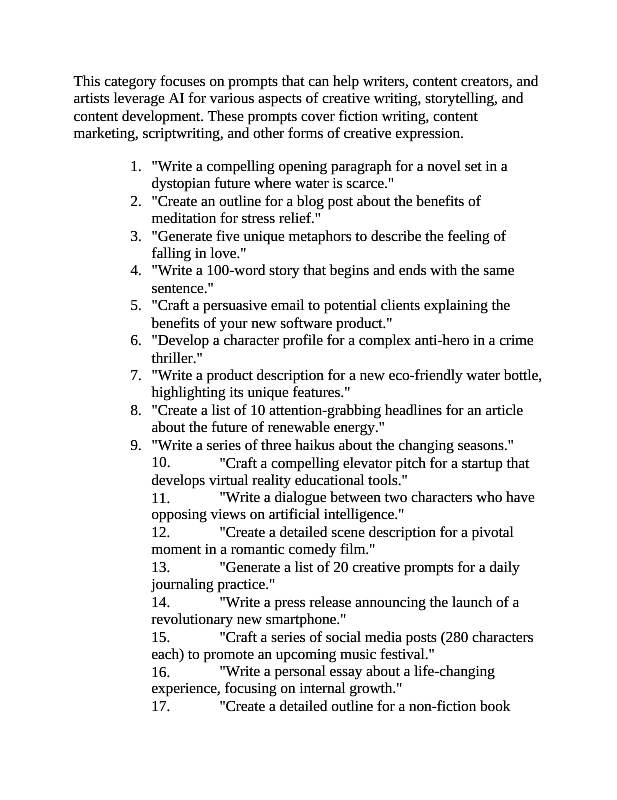 This category focuses on prompts that can help writers, content creators, and
artists leverage AI for various aspects of creative writing, storytelling, and
content development. These prompts cover fiction writing, content
marketing, scriptwriting, and other forms of creative expression.
1. "Write a compelling opening paragraph for a novel set in a
dystopian future where water is scarce."
2. "Create an outline for a blog post about the benefits of
meditation for stress relief."
3. "Generate five unique metaphors to describe the feeling of
falling in love."
4. "Write a 100-word story that begins and ends with the same
sentence."
5. "Craft a persuasive email to potential clients explaining the
benefits of your new software product."
6. "Develop a character profile for a complex anti-hero in a crime
thriller."
7. "Write a product description for a new eco-friendly water bottle,
highlighting its unique features."
8. "Create a list of 10 attention-grabbing headlines for an article
about the future of renewable energy."
9. "Write a series of three haikus about the changing seasons."
10. "Craft a compelling elevator pitch for a startup that
develops virtual reality educational tools."
11. "Write a dialogue between two characters who have
opposing views on artificial intelligence."
12. "Create a detailed scene description for a pivotal
moment in a romantic comedy film."
13. "Generate a list of 20 creative prompts for a daily
journaling practice."
14. "Write a press release announcing the launch of a
revolutionary new smartphone."
15. "Craft a series of social media posts (280 characters
each) to promote an upcoming music festival."
16. "Write a personal essay about a life-changing
experience, focusing on internal growth."
17. "Create a detailed outline for a non-fiction book